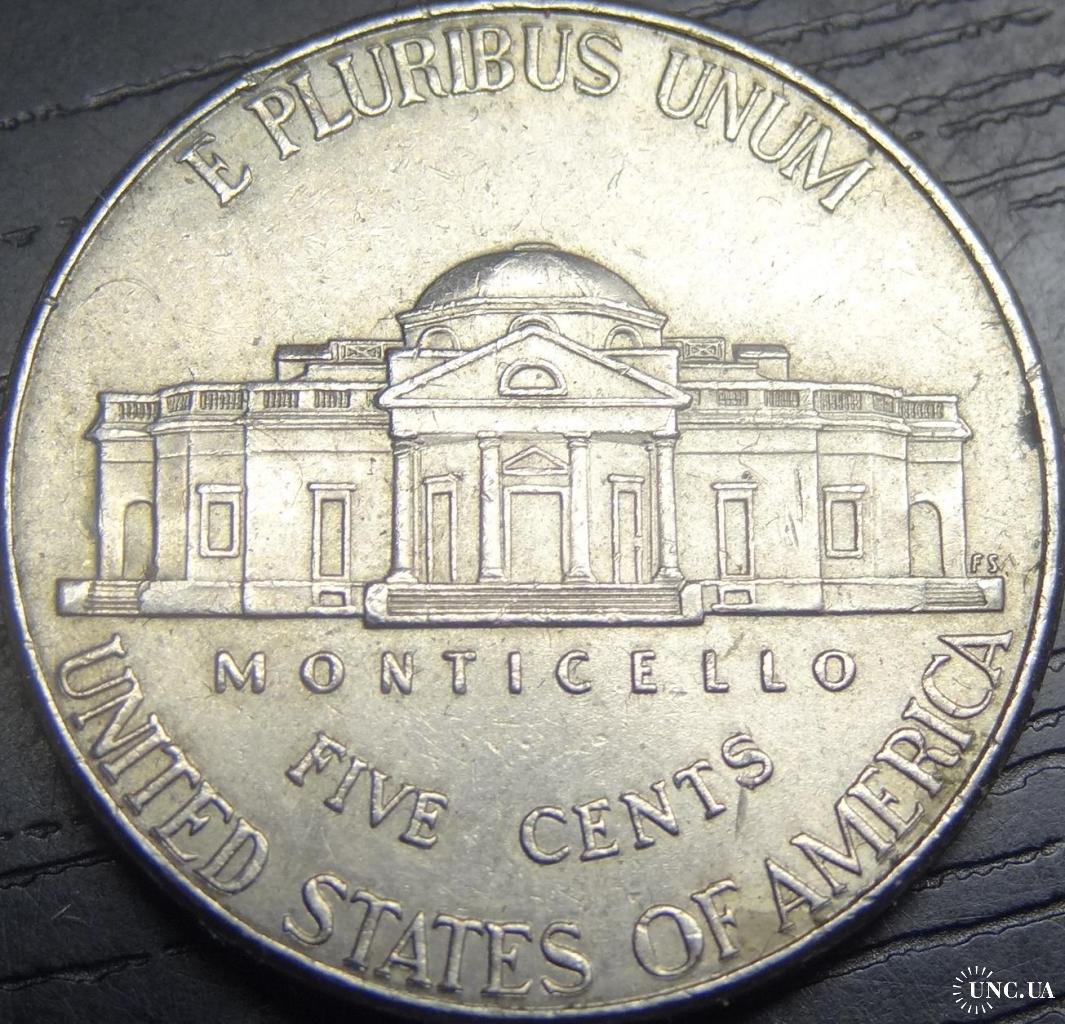 E PLURIBUS UNUM
FS
MONTICELLO
FIVE CENTS
UNITED STATES OF AMERICA
UNC.UA